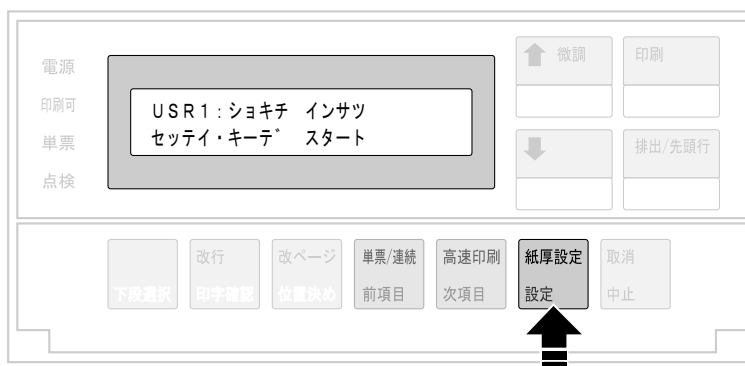 電源
印刷可
単票
点検
USR1:ショキチ インサツ
セッテイ・キーデ スタート
微調
印刷
排出/先頭行
下段選択
改行
印字確認
改ページ
位置決め
単票/連続
前項目
高速印刷
次項目
紙厚設定
設定
取消
中止